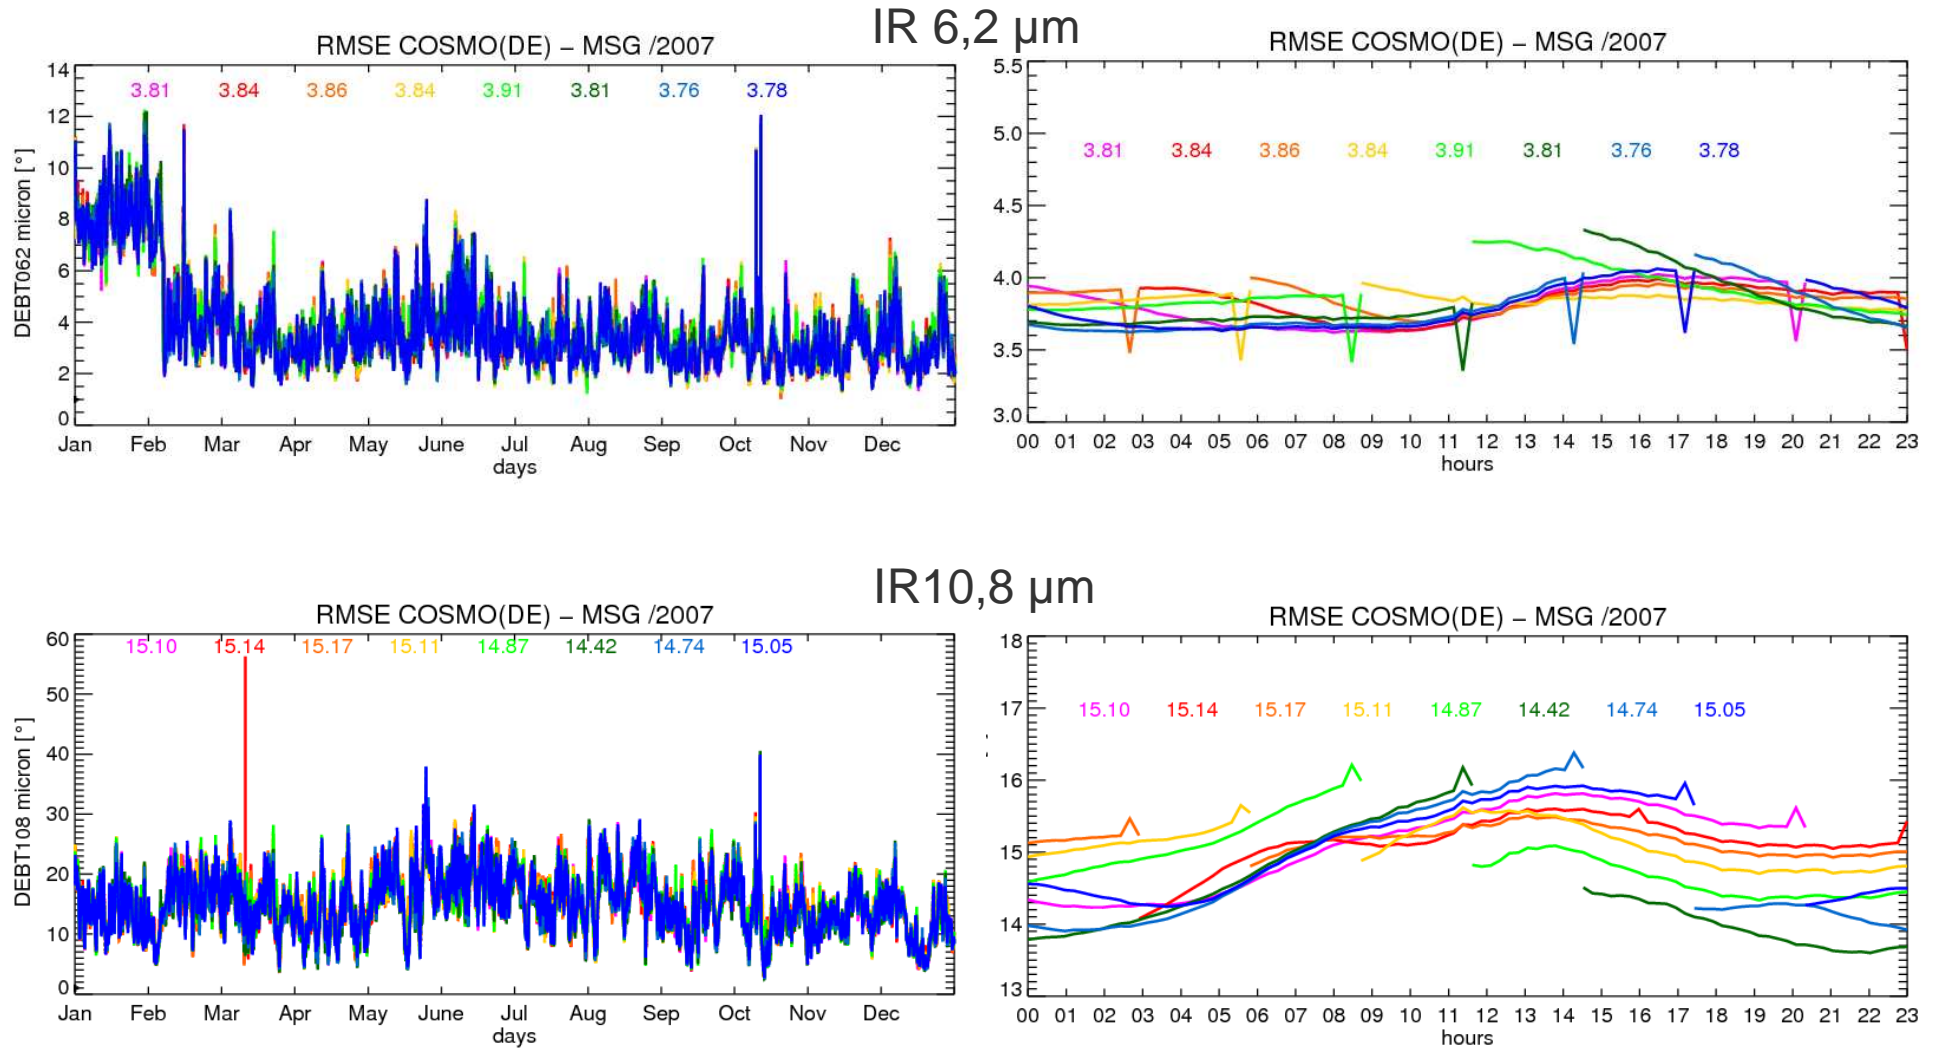 IR 6,2 µm
RMSE COSMO(DE) – MSG /2007
3.81 3.84 3.86 3.84 3.91 3.81 3.76 3.78
DEBT062 micron [°]
14
12
10
8
6
4
2
0
Jan Feb Mar Apr May June Jul Aug Sep Oct Nov Dec
days
RMSE COSMO(DE) – MSG /2007
5.5
5.0
4.5
4.0
3.5
3.0
3.81 3.84 3.86 3.84 3.91 3.81 3.76 3.78
00 01 02 03 04 05 06 07 08 09 10 11 12 13 14 15 16 17 18 19 20 21 22 23
hours
IR10,8 µm
RMSE COSMO(DE) – MSG /2007
15.10 15.14 15.17 15.11 14.87 14.42 14.74 15.05
DEBT108 micron [°]
60
50
40
30
20
10
0
Jan Feb Mar Apr May June Jul Aug Sep Oct Nov Dec
days
RMSE COSMO(DE) – MSG /2007
18
17
16
15
14
13
15.10 15.14 15.17 15.11 14.87 14.42 14.74 15.05
00 01 02 03 04 05 06 07 08 09 10 11 12 13 14 15 16 17 18 19 20 21 22 23
hours